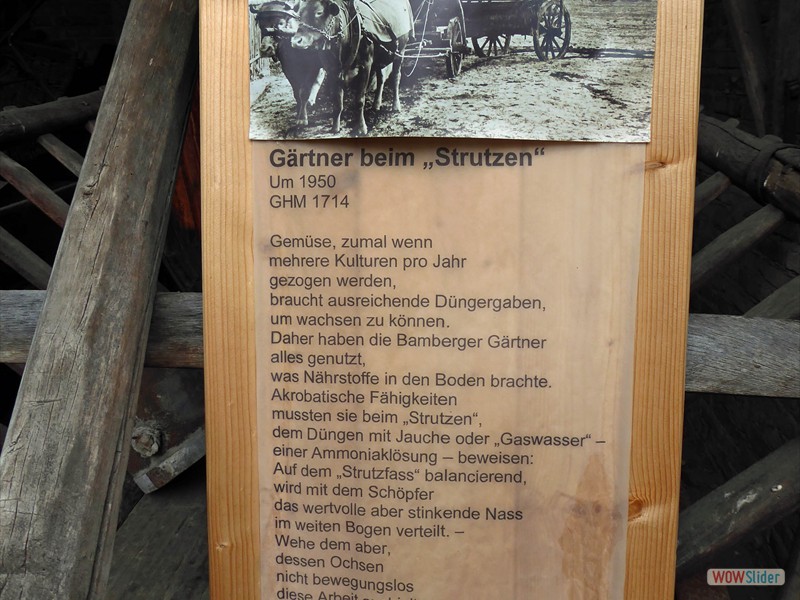 Gärtner beim „Strutzen“
Um 1950
GHM 1714
Gemüse, zumal wenn
mehrere Kulturen pro Jahr
gezogen werden,
braucht ausreichende Düngergaben,
um wachsen zu können.
Daher haben die Bamberger Gärtner
alles genutzt,
was Nährstoffe in den Boden brachte.
Akrobatische Fähigkeiten
mussten sie beim „Strutzen“,
dem Düngen mit Jauche oder „Gaswasser“ –
einer Ammoniaklösung – beweisen:
Auf dem „Strutzfass“ balancierend,
wird mit dem Schöpfer
das wertvolle aber stinkende Nass
im weiten Bogen verteilt. –
Wehe dem aber,
dessen Ochsen
nicht bewegungslos
diese Arbeit
WOWSlider